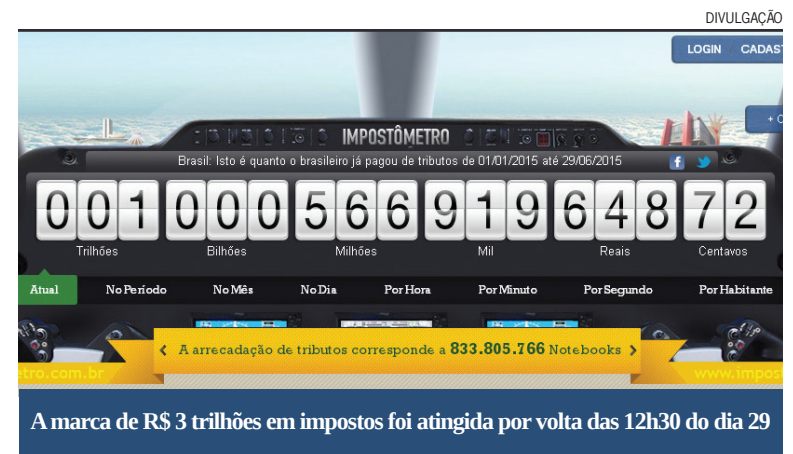 DIVULGAÇÃO
LOGIN CADAS
+ C
IMPOSTÔMETRO
Brasil: Isto é quanto o brasileiro já pagou de tributos de 01/01/2015 até 29/06/2015
001 000 566 919 648 72
Trilhões Bilhões Milhões Mil Reais Centavos
Atual No Período No Mês No Dia Por Hora Por Minuto Por Segundo Por Habitante
< A arrecadação de tributos corresponde a 833.805.766 Notebooks >
tro.com.br www.impost
A marca de R$ 3 trilhões em impostos foi atingida por volta das 12h30 do dia 29